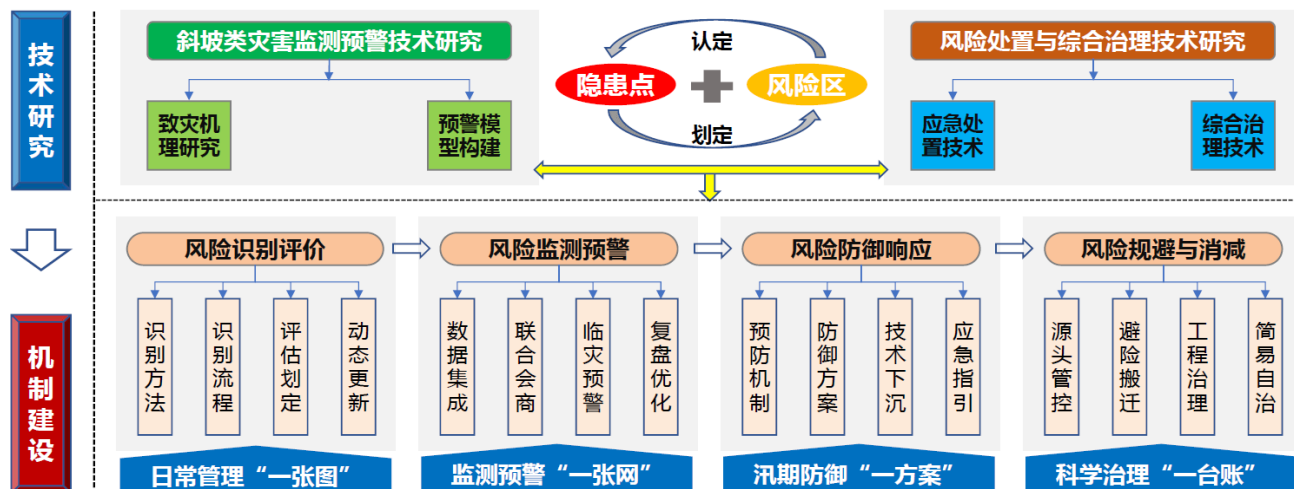 技术研究
斜坡类灾害监测预警技术研究
致灾机
理研究
预警模
型构建
认定
隐患点
风险区
划定
风险处置与综合治理技术研究
应急处
置技术
综合治
理技术
机制建设
风险识别评价
识别方法
识别流程
评估划定
动态更新
日常管理“一张图”
风险监测预警
数据集成
联合会商
临灾预警
复盘优化
监测预警“一张网”
风险防御响应
预防机制
防御方案
技术下沉
应急指引
汛期防御“一方案”
风险规避与消减
源头管控
避险搬迁
工程治理
简易自治
科学治理“一台账”